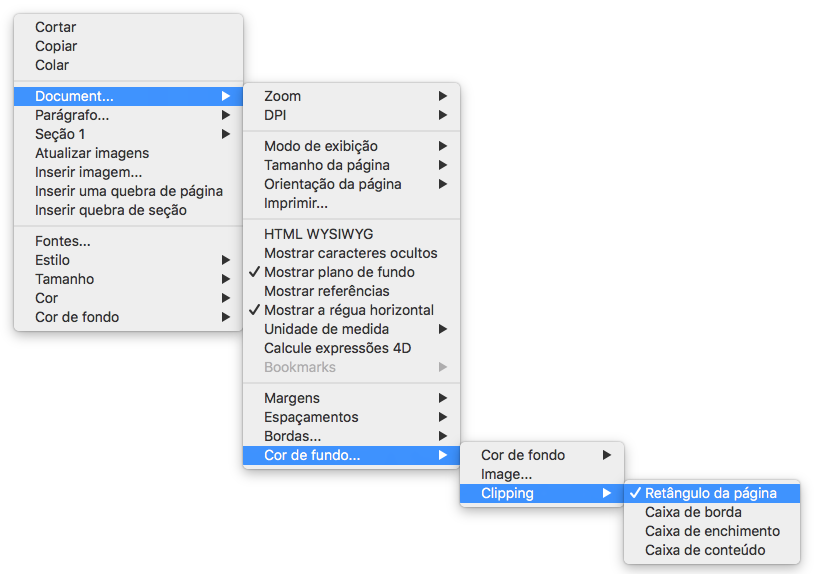 Cortar
Copiar
Colar
Document...
Parágrafo...
Seção 1
Atualizar imagens
Inserir imagem...
Inserir uma quebra de página
Inserir quebra de seção
Fontes...
Estilo
Tamanho
Cor
Cor de fondo
Zoom
DPI
Modo de exibição
Tamanho da página
Orientação da página
Imprimir...
HTML WYSIWYG
Mostrar caracteres ocultos
Mostrar plano de fundo
Mostrar referências
Mostrar a régua horizontal
Unidade de medida
Calcule expressões 4D
Bookmarks
Margens
Espaçamentos
Bordas...
Cor de fundo...
Cor de fondo
Image...
Clipping
Retângulo da página
Caixa de borda
Caixa de enchimento
Caixa de conteúdo